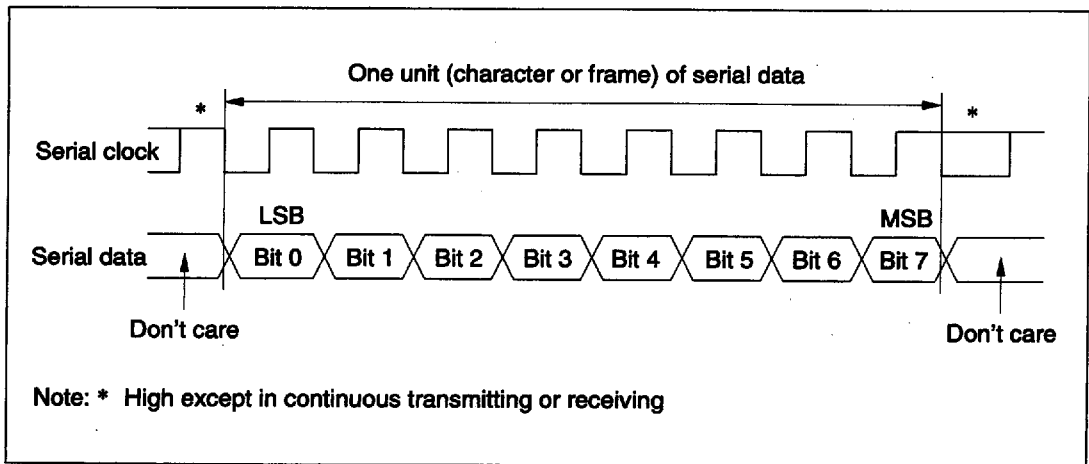 One unit (character or frame) of serial data
* *
Serial clock
LSB MSB
Serial data Bit 0 Bit 1 Bit 2 Bit 3 Bit 4 Bit 5 Bit 6 Bit 7
Don't care Don't care
Note: * High except in continuous transmitting or receiving